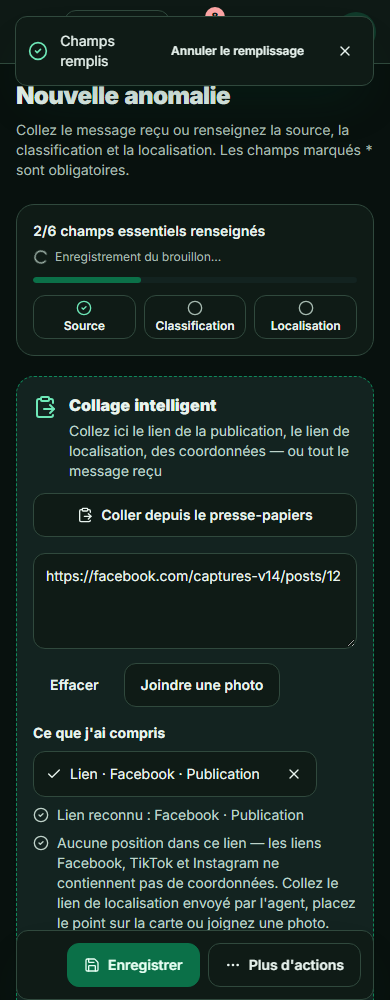 Champs
remplis
Annuler le remplissage
Nouvelle anomalie
Collez le message reçu ou renseignez la source, la
classification et la localisation. Les champs marqués *
sont obligatoires.
2/6 champs essentiels renseignés
Enregistrement du brouillon...
Source
Classification
Localisation
Collage intelligent
Collez ici le lien de la publication, le lien de
localisation, des coordonnées — ou tout le
message reçu
Coller depuis le presse-papiers
https://facebook.com/captures-v14/posts/12
Effacer
Joindre une photo
Ce que j'ai compris
Lien · Facebook · Publication
Lien reconnu : Facebook · Publication
Aucune position dans ce lien — les liens
Facebook, TikTok et Instagram ne
contiennent pas de coordonnées. Collez le
lien de localisation envoyé par l'agent, placez
le point sur la carte ou joignez une photo.
Enregistrer
Plus d'actions